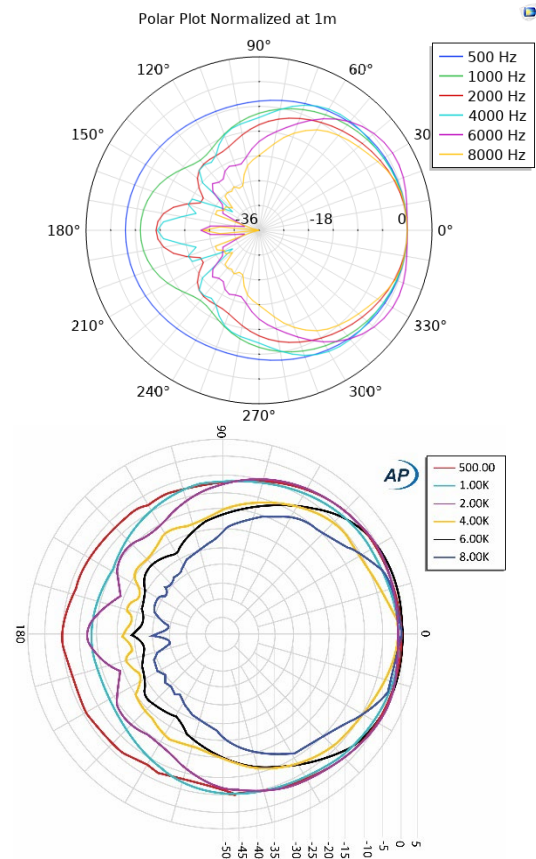 Polar Plot Normalized at 1m
90°
120°
60°
500 Hz
1000 Hz
2000 Hz
4000 Hz
6000 Hz
8000 Hz
150°
30
-36
-18
0
180°
0°
210°
330°
240°
300°
270°
90
AP
500.00
1.00K
2.00K
4.00K
6.00K
8.00K
180
0
-50
-45
-40
-35
-30
-25
-20
-15
-10
-5
0
5